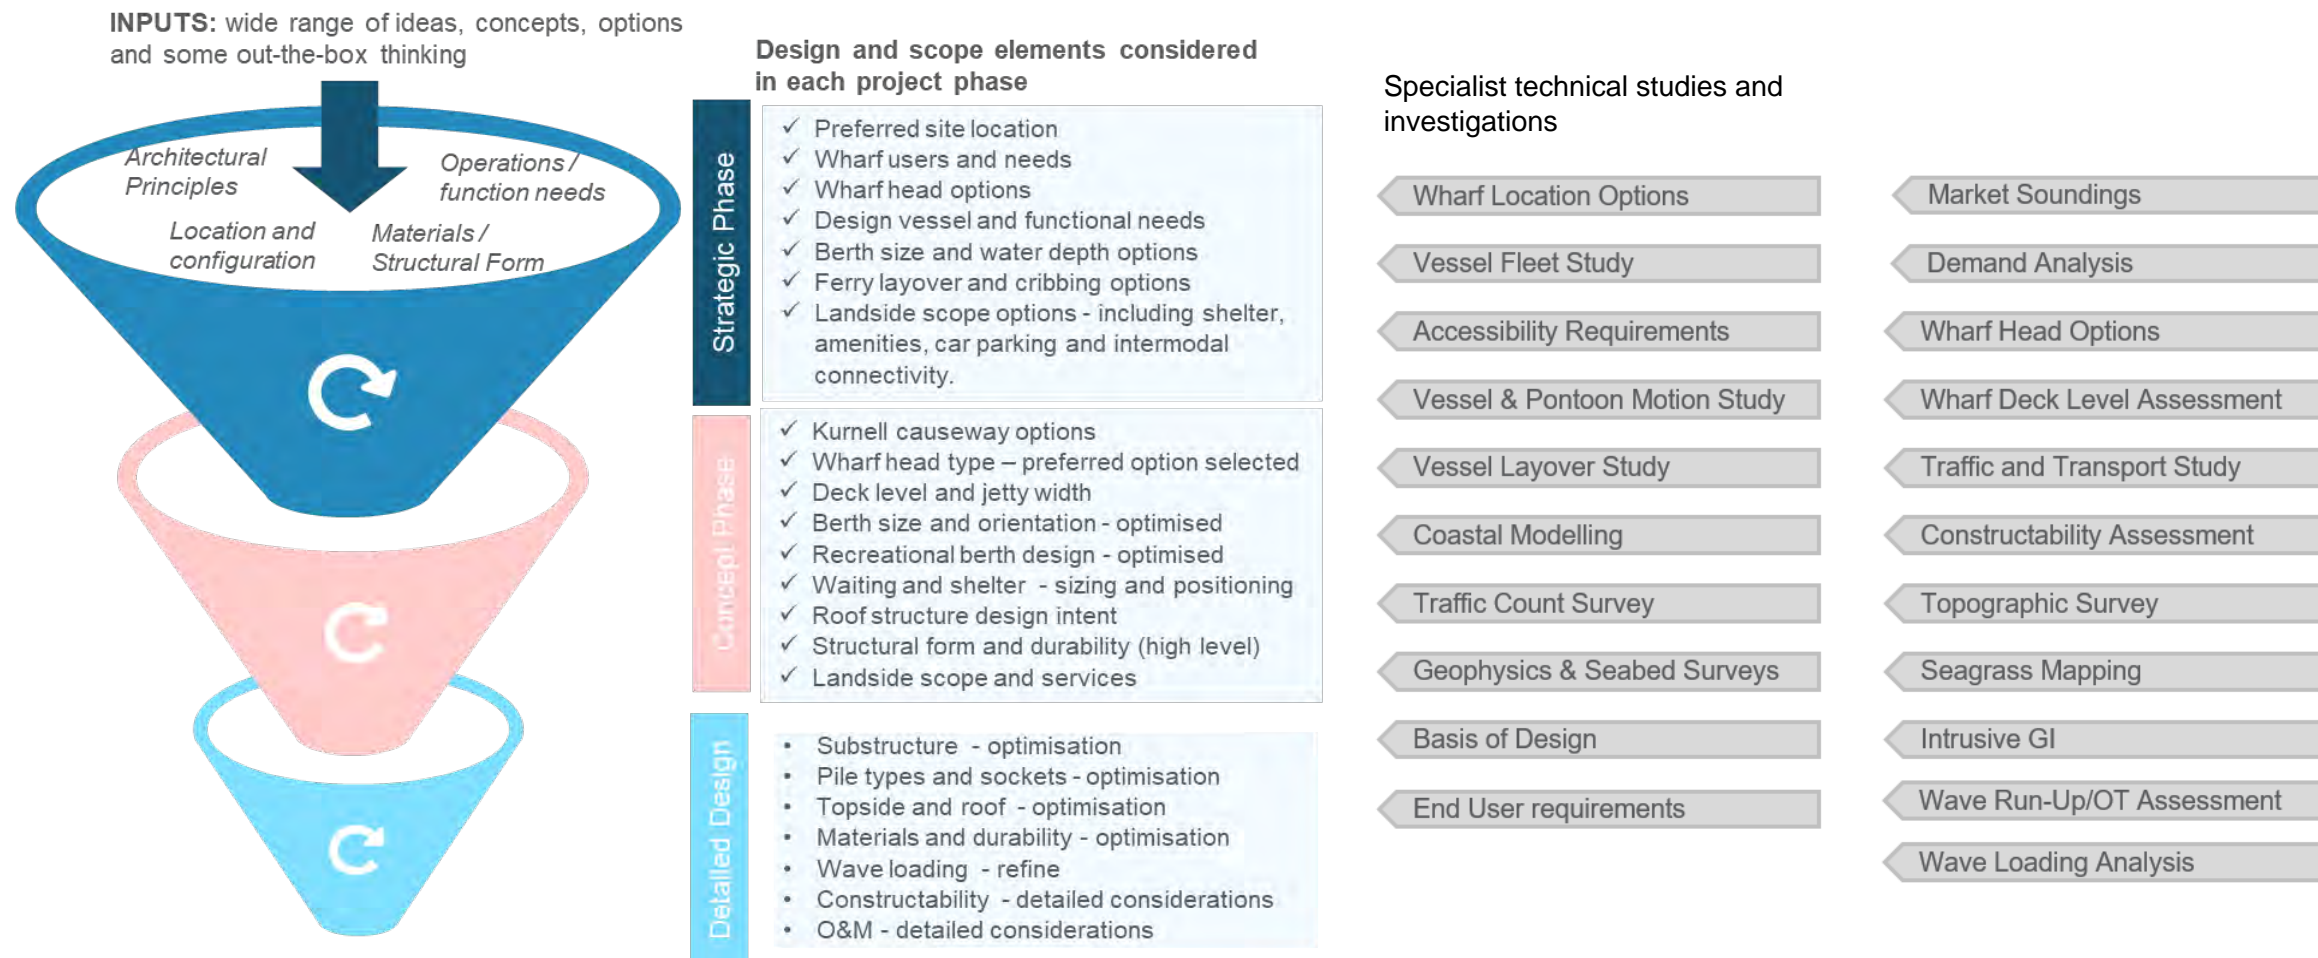 INPUTS: wide range of ideas, concepts, options
and some out-the-box thinking
Architectural
Principles
Operations /
function needs
Location and
configuration
Materials /
Structural Form
Design and scope elements considered
in each project phase
Strategic Phase
✓ Preferred site location
✓ Wharf users and needs
✓ Wharf head options
✓ Design vessel and functional needs
✓ Berth size and water depth options
✓ Ferry layover and cribbing options
✓ Landside scope options - including shelter,
amenities, car parking and intermodal
connectivity.
Concept Phase
✓ Kurnell causeway options
✓ Wharf head type – preferred option selected
✓ Deck level and jetty width
✓ Berth size and orientation - optimised
✓ Recreational berth design - optimised
✓ Waiting and shelter - sizing and positioning
✓ Roof structure design intent
✓ Structural form and durability (high level)
✓ Landside scope and services
Detailed Design
• Substructure - optimisation
• Pile types and sockets - optimisation
• Topside and roof - optimisation
• Materials and durability - optimisation
• Wave loading - refine
• Constructability - detailed considerations
• O&M - detailed considerations
Specialist technical studies and
investigations
Wharf Location Options
Vessel Fleet Study
Accessibility Requirements
Vessel & Pontoon Motion Study
Vessel Layover Study
Coastal Modelling
Traffic Count Survey
Geophysics & Seabed Surveys
Basis of Design
End User requirements
Market Soundings
Demand Analysis
Wharf Head Options
Wharf Deck Level Assessment
Traffic and Transport Study
Constructability Assessment
Topographic Survey
Seagrass Mapping
Intrusive GI
Wave Run-Up/OT Assessment
Wave Loading Analysis